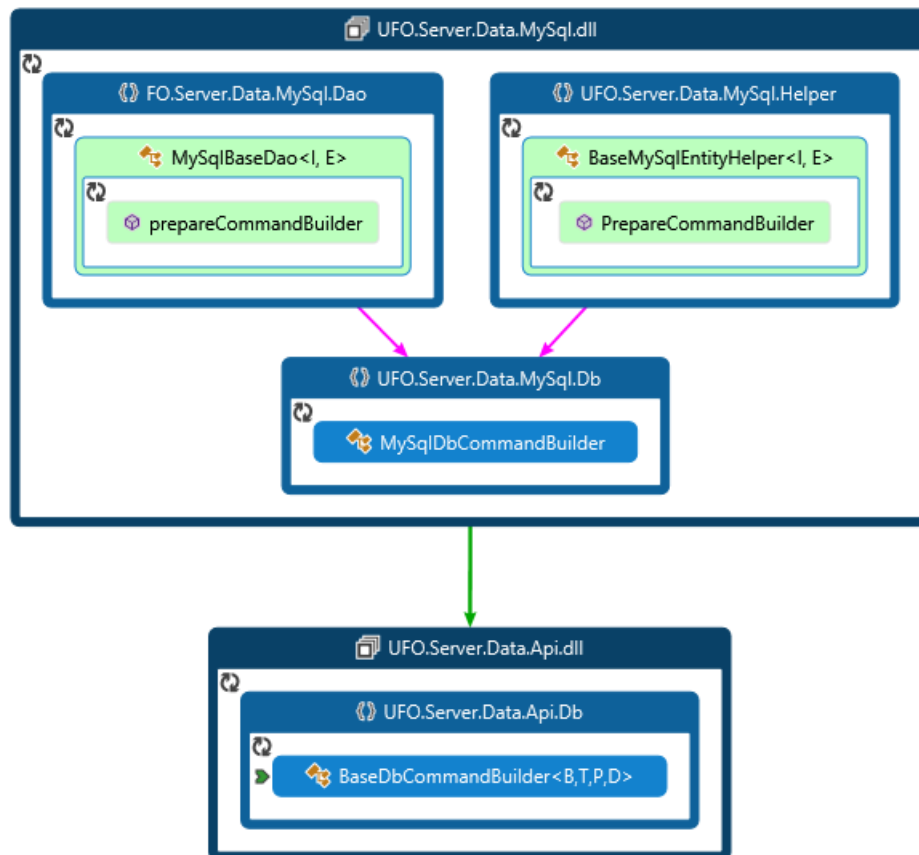 UFO.Server.Data.MySql.dll
FO.Server.Data.MySql.Dao
UFO.Server.Data.MySql.Helper
MySqlBaseDao<I, E>
BaseMySqlEntityHelper<I, E>
prepareCommandBuilder
PrepareCommandBuilder
UFO.Server.Data.MySql.Db
MySqlDbCommandBuilder
UFO.Server.Data.Api.dll
UFO.Server.Data.Api.Db
BaseDbCommandBuilder<B,T,P,D>